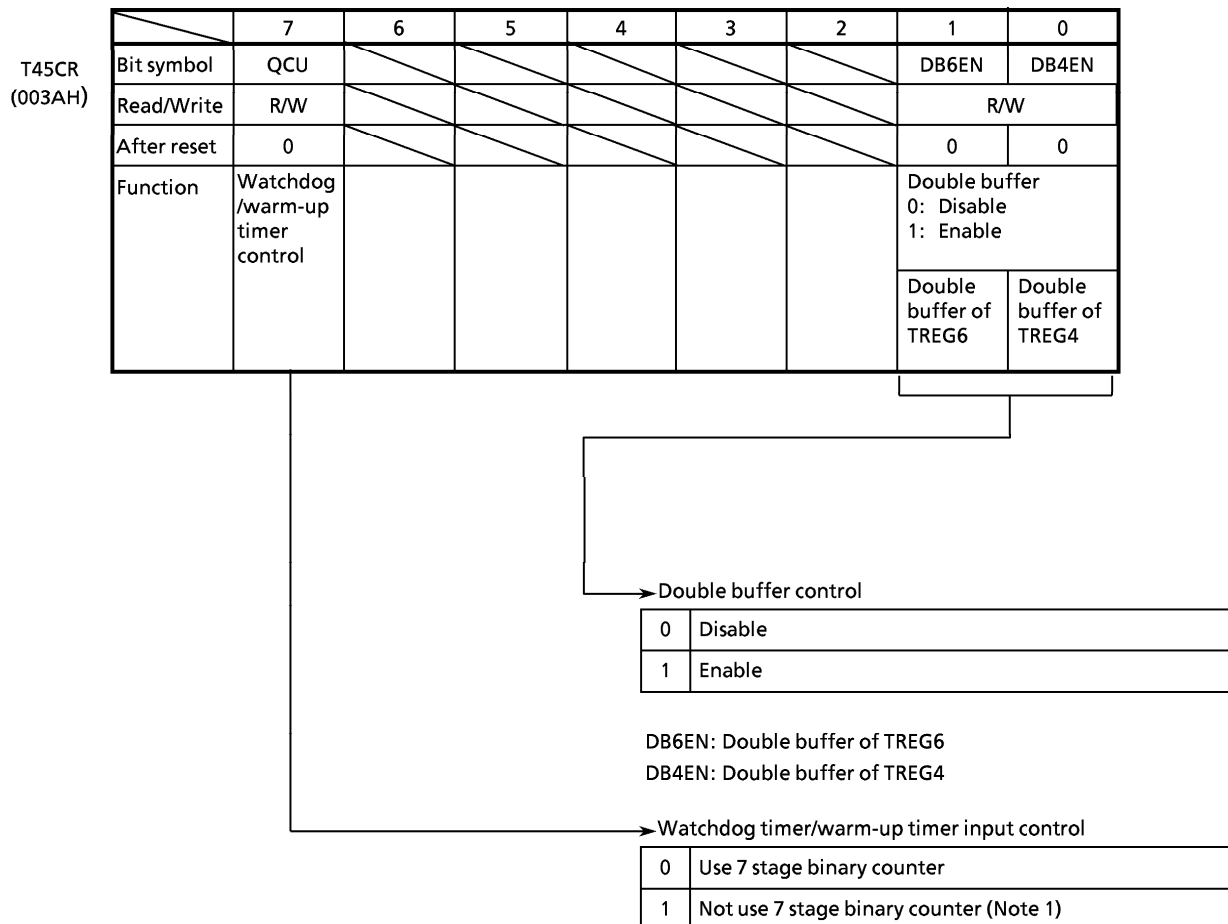 7 6 5 4 3 2 1 0
T45CR
(003AH)
Bit symbol QCU DB6EN DB4EN
Read/Write R/W R/W
After reset 0 0 0
Function
Watchdog
/warm-up
timer
control
Double buffer
0: Disable
1: Enable
Double
buffer of
TREG6
Double
buffer of
TREG4
Double buffer control
0 Disable
1 Enable
DB6EN: Double buffer of TREG6
DB4EN: Double buffer of TREG4
Watchdog timer/warm-up timer input control
0 Use 7 stage binary counter
1 Not use 7 stage binary counter (Note 1)